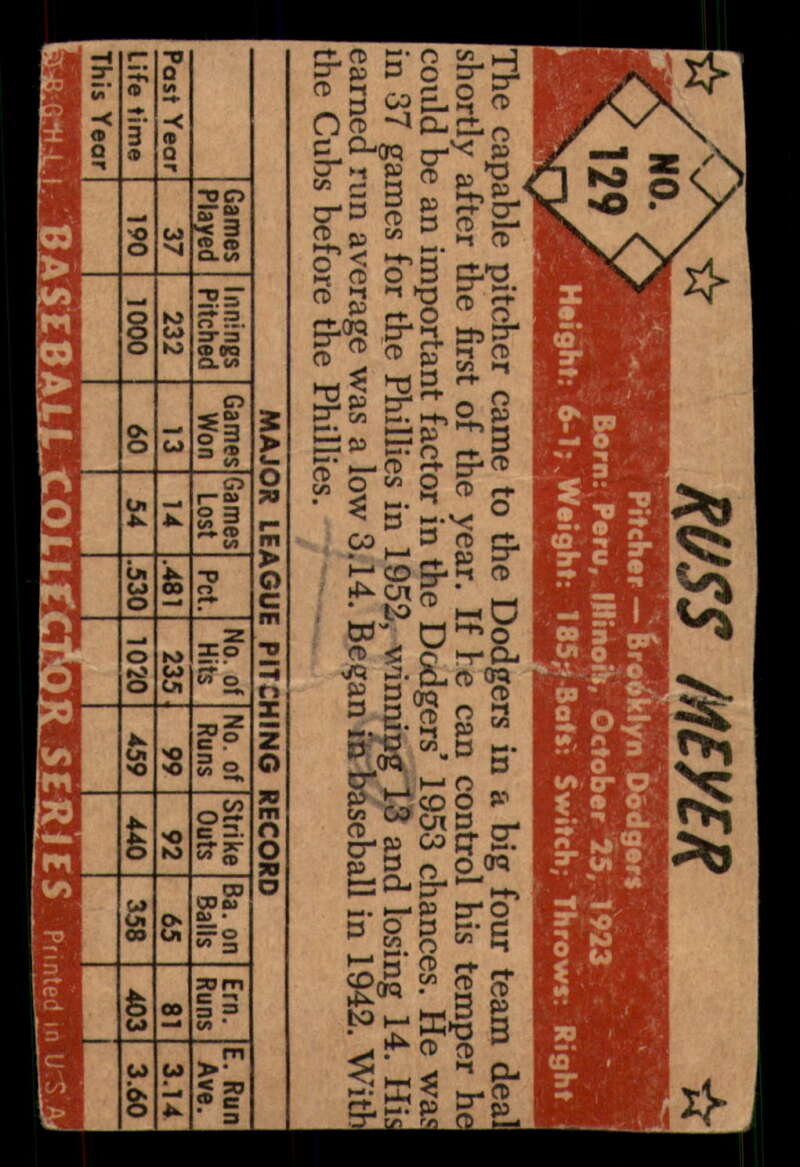 RUSS MEYER
NO.
129
Pitcher — Brooklyn Dodgers
Born: Peru, Illinois, October 25, 1923
Height: 6-1; Weight: 185; Bats: Switch; Throws: Right
The capable pitcher came to the Dodgers in a big four team deal
shortly after the first of the year. If he can control his temper he
could be an important factor in the Dodgers' 1953 chances. He was
in 37 games for the Phillies in 1952, winning 13 and losing 14. His
earned run average was a low 3.14. Began in baseball in 1942. With
the Cubs before the Phillies.
MAJOR LEAGUE PITCHING RECORD
Games Played Innings Pitched Games Won Games Lost Pct. No. of Hits No. of Runs Strike Outs Ba. on Balls Ern. Runs E. Run Ave.
Past Year 37 232 13 14 .481 235 99 92 65 81 3.14
Life time 190 1000 60 54 .530 1020 459 440 358 403 3.60
This Year
BASEBALL COLLECTOR SERIES Printed in U.S.A.